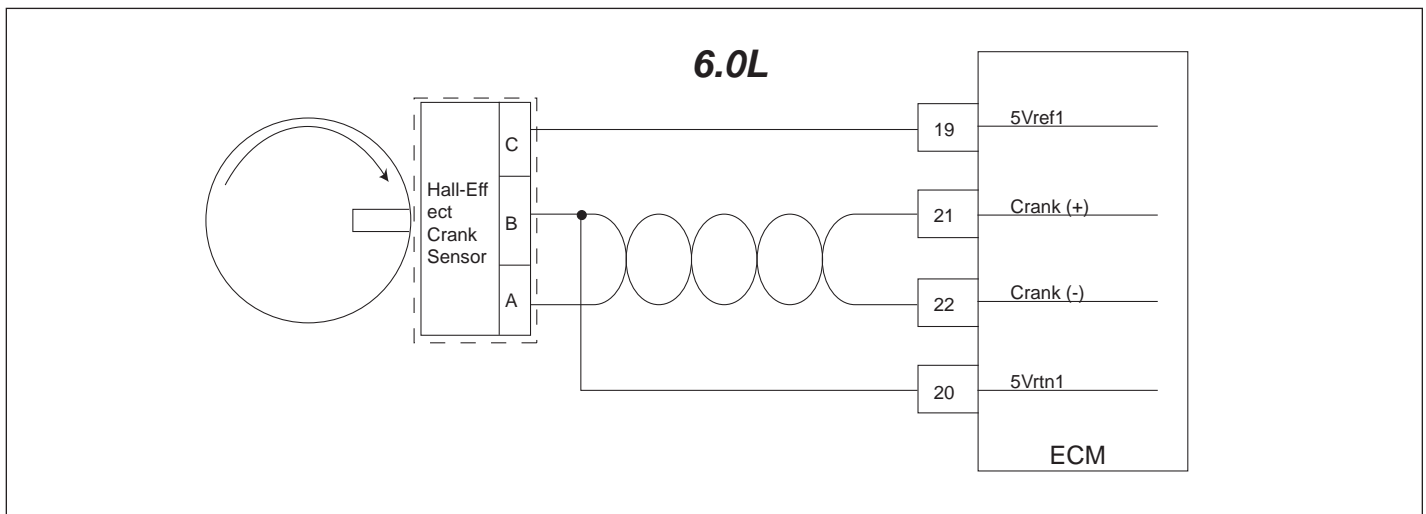 6.0L
C
19
5Vref1
Hall-Eff
ect
Crank
Sensor
B
21
Crank (+)
A
22
Crank (-)
20
5Vrtn1
ECM